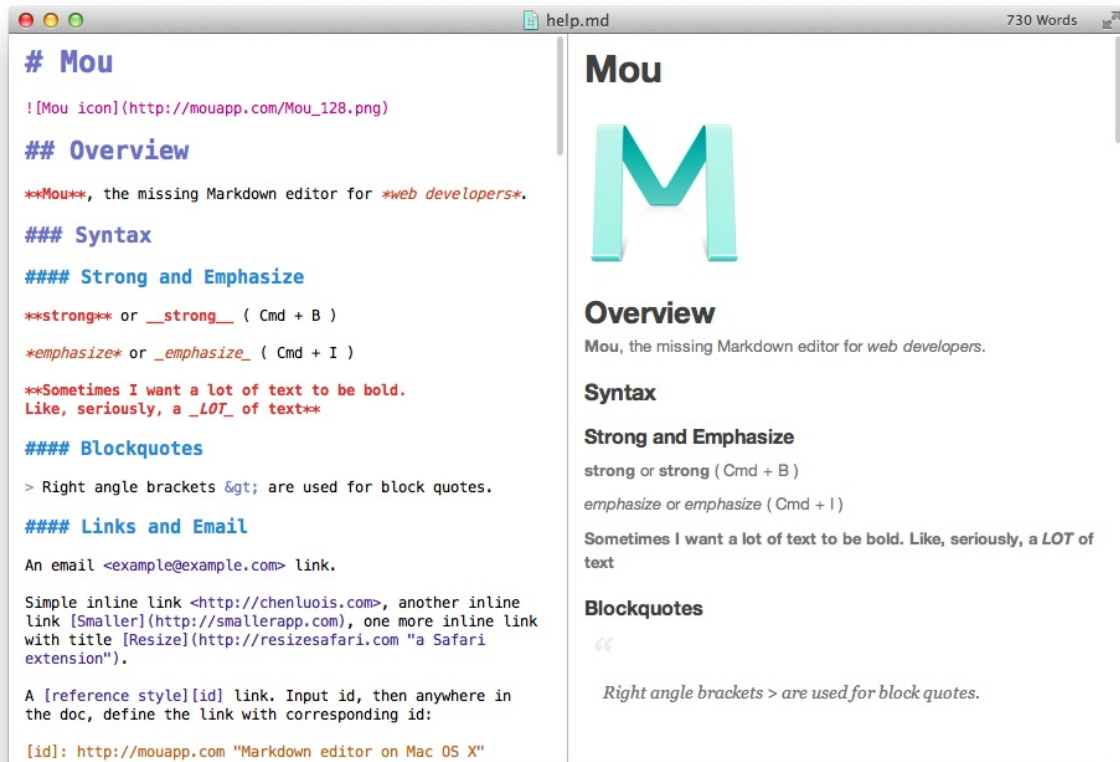 help.md
730 Words
# Mou
![Mou icon](http://mouapp.com/Mou_128.png)
## Overview
**Mou**, the missing Markdown editor for *web developers*.
### Syntax
#### Strong and Emphasize
**strong** or __strong__ ( Cmd + B )
*emphasize* or _emphasize_ ( Cmd + I )
**Sometimes I want a lot of text to be bold.
Like, seriously, a _LOT_ of text**
#### Blockquotes
> Right angle brackets &gt; are used for block quotes.
#### Links and Email
An email <example@example.com> link.
Simple inline link <http://chenluois.com>, another inline
link [Smaller](http://smallerapp.com), one more inline link
with title [Resize](http://resizesafari.com "a Safari
extension").
A [reference style][id] link. Input id, then anywhere in
the doc, define the link with corresponding id:
[id]: http://mouapp.com "Markdown editor on Mac OS X"
Mou
M
Overview
Mou, the missing Markdown editor for web developers.
Syntax
Strong and Emphasize
strong or strong ( Cmd + B )
emphasize or emphasize ( Cmd + I )
Sometimes I want a lot of text to be bold. Like, seriously, a LOT of
text
Blockquotes
“
Right angle brackets > are used for block quotes.